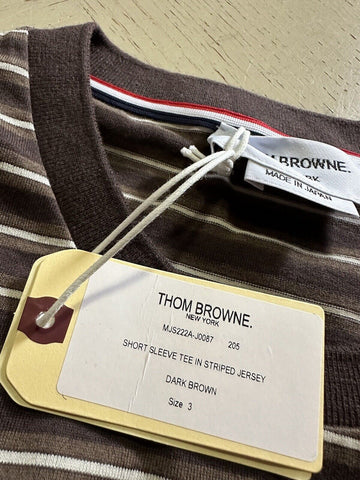 M BROWNE.
RK
MADE IN JAPAN
THOM BROWNE.
NEW YORK
MJS222A-J0087 205
SHORT SLEEVE TEE IN STRIPED JERSEY
DARK BROWN
Size 3